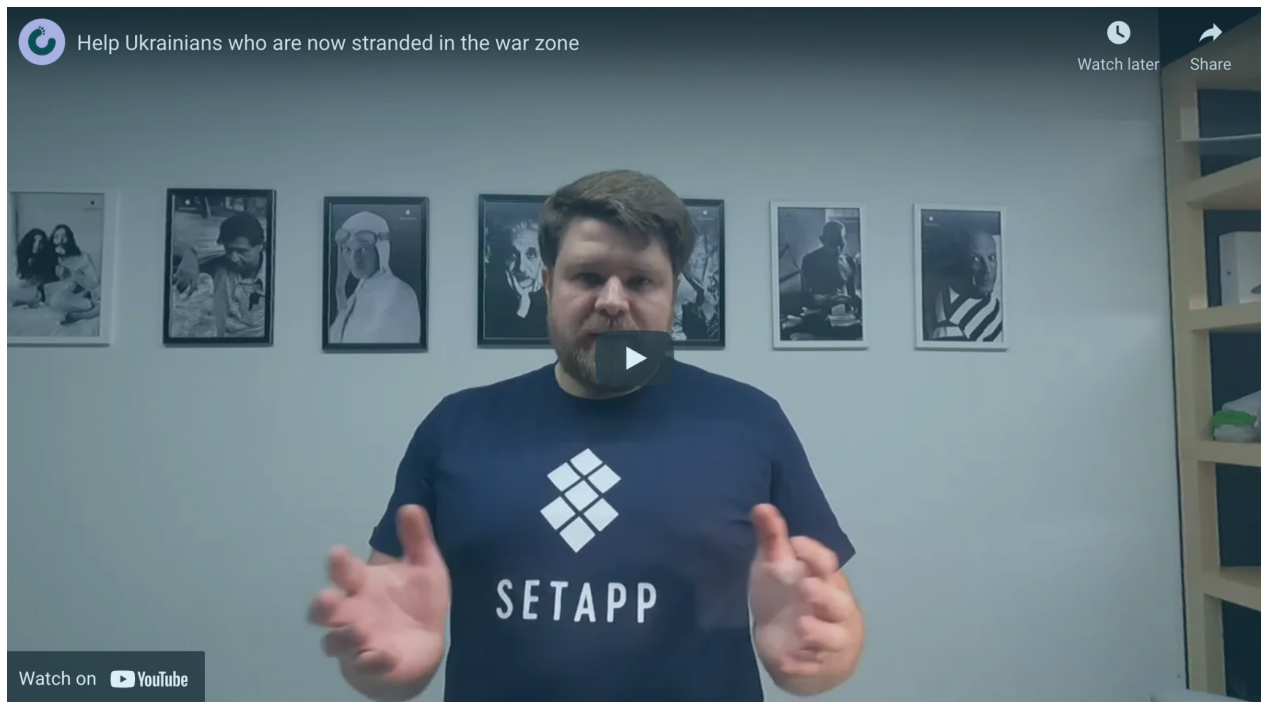 Help Ukrainians who are now stranded in the war zone
Watch later
Share
SETAPP
Watch on YouTube